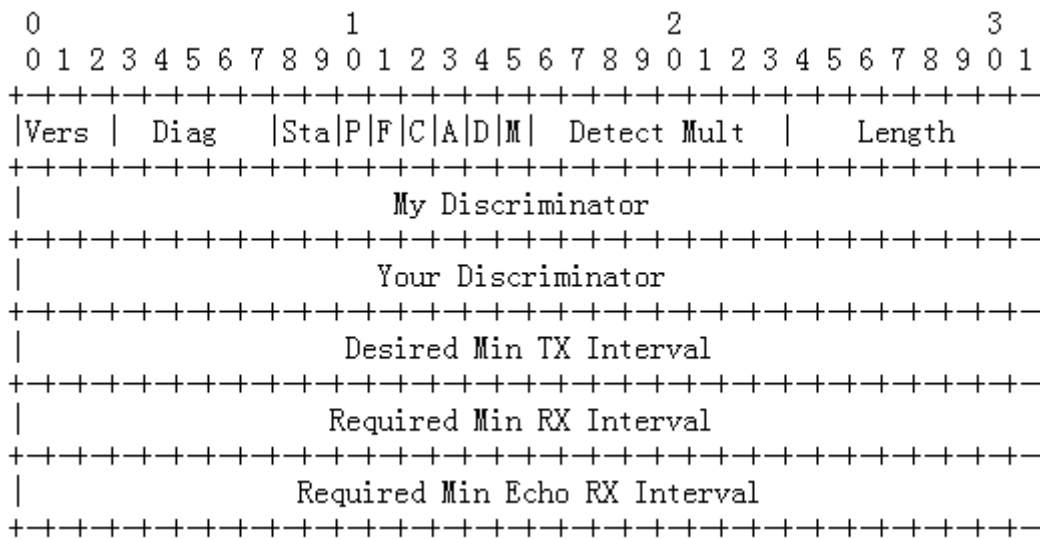 0                   1                   2                   3
0 1 2 3 4 5 6 7 8 9 0 1 2 3 4 5 6 7 8 9 0 1 2 3 4 5 6 7 8 9 0 1
+-+-+-+-+-+-+-+-+-+-+-+-+-+-+-+-+-+-+-+-+-+-+-+-+-+-+-+-+-+-+-+-
|Vers |  Diag   |Sta|P|F|C|A|D|M|  Detect Mult  |    Length
+-+-+-+-+-+-+-+-+-+-+-+-+-+-+-+-+-+-+-+-+-+-+-+-+-+-+-+-+-+-+-+-
|                       My Discriminator
+-+-+-+-+-+-+-+-+-+-+-+-+-+-+-+-+-+-+-+-+-+-+-+-+-+-+-+-+-+-+-+-
|                      Your Discriminator
+-+-+-+-+-+-+-+-+-+-+-+-+-+-+-+-+-+-+-+-+-+-+-+-+-+-+-+-+-+-+-+-
|                    Desired Min TX Interval
+-+-+-+-+-+-+-+-+-+-+-+-+-+-+-+-+-+-+-+-+-+-+-+-+-+-+-+-+-+-+-+-
|                   Required Min RX Interval
+-+-+-+-+-+-+-+-+-+-+-+-+-+-+-+-+-+-+-+-+-+-+-+-+-+-+-+-+-+-+-+-
|                 Required Min Echo RX Interval
+-+-+-+-+-+-+-+-+-+-+-+-+-+-+-+-+-+-+-+-+-+-+-+-+-+-+-+-+-+-+-+-